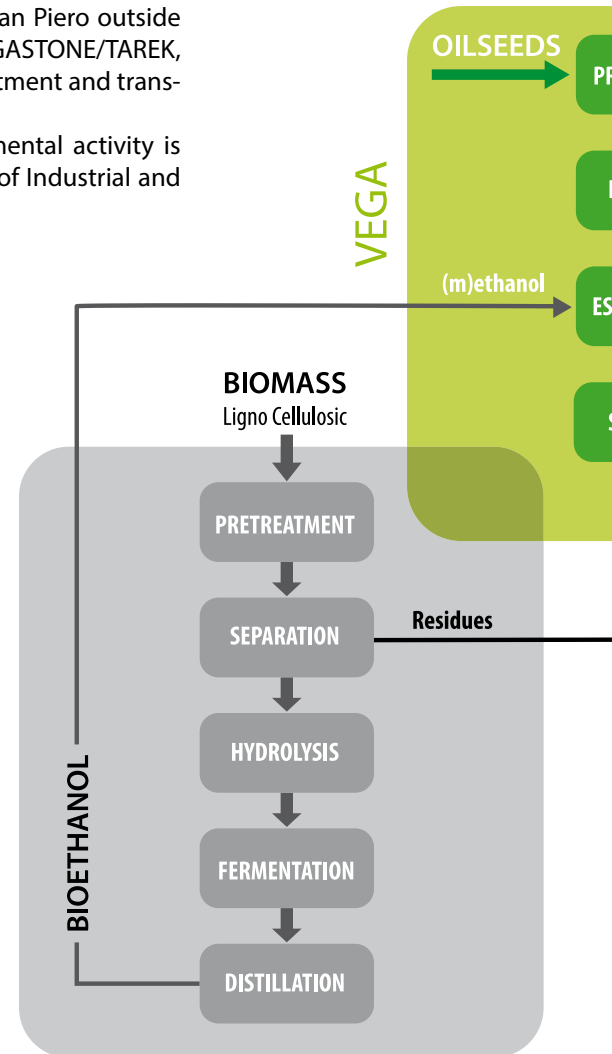 an Piero outside
GASTONE/TAREK,
tment and trans-
mental activity is
of Industrial and
OILSEEDS
VEGA
(m)ethanol
BIOMASS
Ligno Cellulosic
PRETREATMENT
SEPARATION
Residues
HYDROLYSIS
FERMENTATION
DISTILLATION
BIOETHANOL